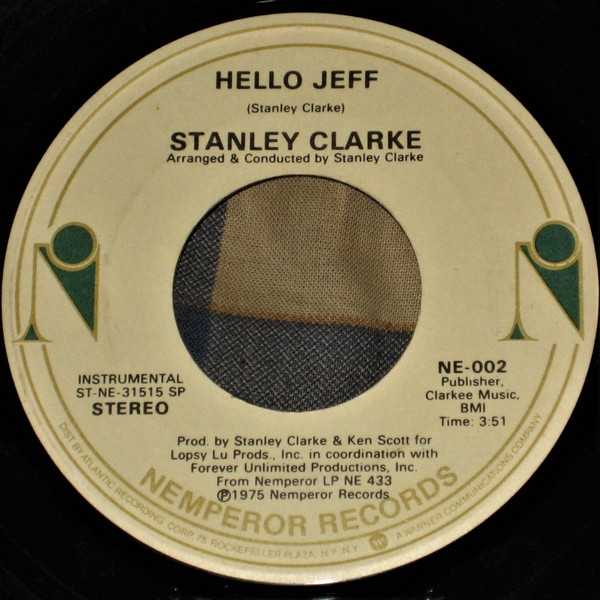 HELLO JEFF
(Stanley Clarke)
STANLEY CLARKE
Arranged & Conducted by Stanley Clarke
INSTRUMENTAL
ST-NE-31515 SP
STEREO
NE-002
Publisher,
Clarkee Music,
BMI
Time: 3:51
Prod. by Stanley Clarke & Ken Scott for
Lopsy Lu Prods., Inc. in coordination with
Forever Unlimited Productions, Inc.
From Nemperor LP NE 433
℗1975 Nemperor Records
NEMPEROR RECORDS
DIST. BY ATLANTIC RECORDING CORP. 75 ROCKEFELLER PLAZA, N.Y. N.Y. A WARNER COMMUNICATIONS COMPANY